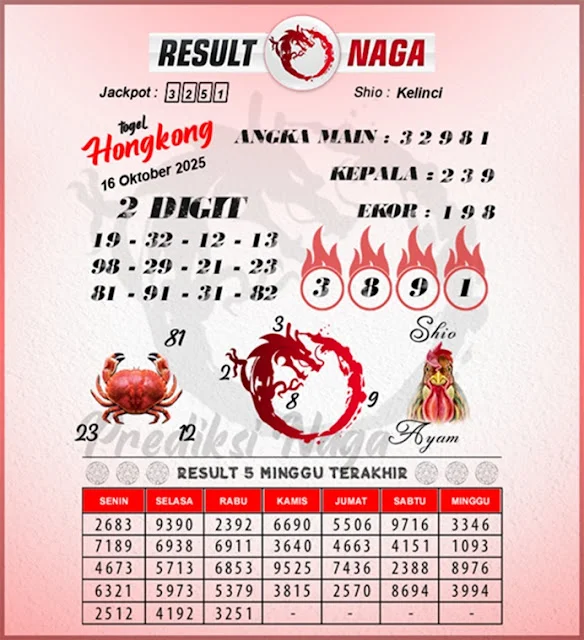 RESULT NAGA
Jackpot : 3 2 5 1
Shio : Kelinci
togel
Hongkong
16 Oktober 2025
ANGKA MAIN : 3 2 9 8 1
KEPALA : 2 3 9
EKOR : 1 9 8
2 DIGIT
19 - 32 - 12 - 13
98 - 29 - 21 - 23
81 - 91 - 31 - 82
3 8 9 1
81
23
12
3
2
8
9
Shio
Ayam
Prediksi Naga
RESULT 5 MINGGU TERAKHIR
SENIN SELASA RABU KAMIS JUMAT SABTU MINGGU
2683 9390 2392 6690 5506 9716 3346
7189 6938 6911 3640 4663 4151 1093
4673 5713 6853 9525 7436 2388 8976
6321 5973 5379 3815 2570 8694 3994
2512 4192 3251 - - - -